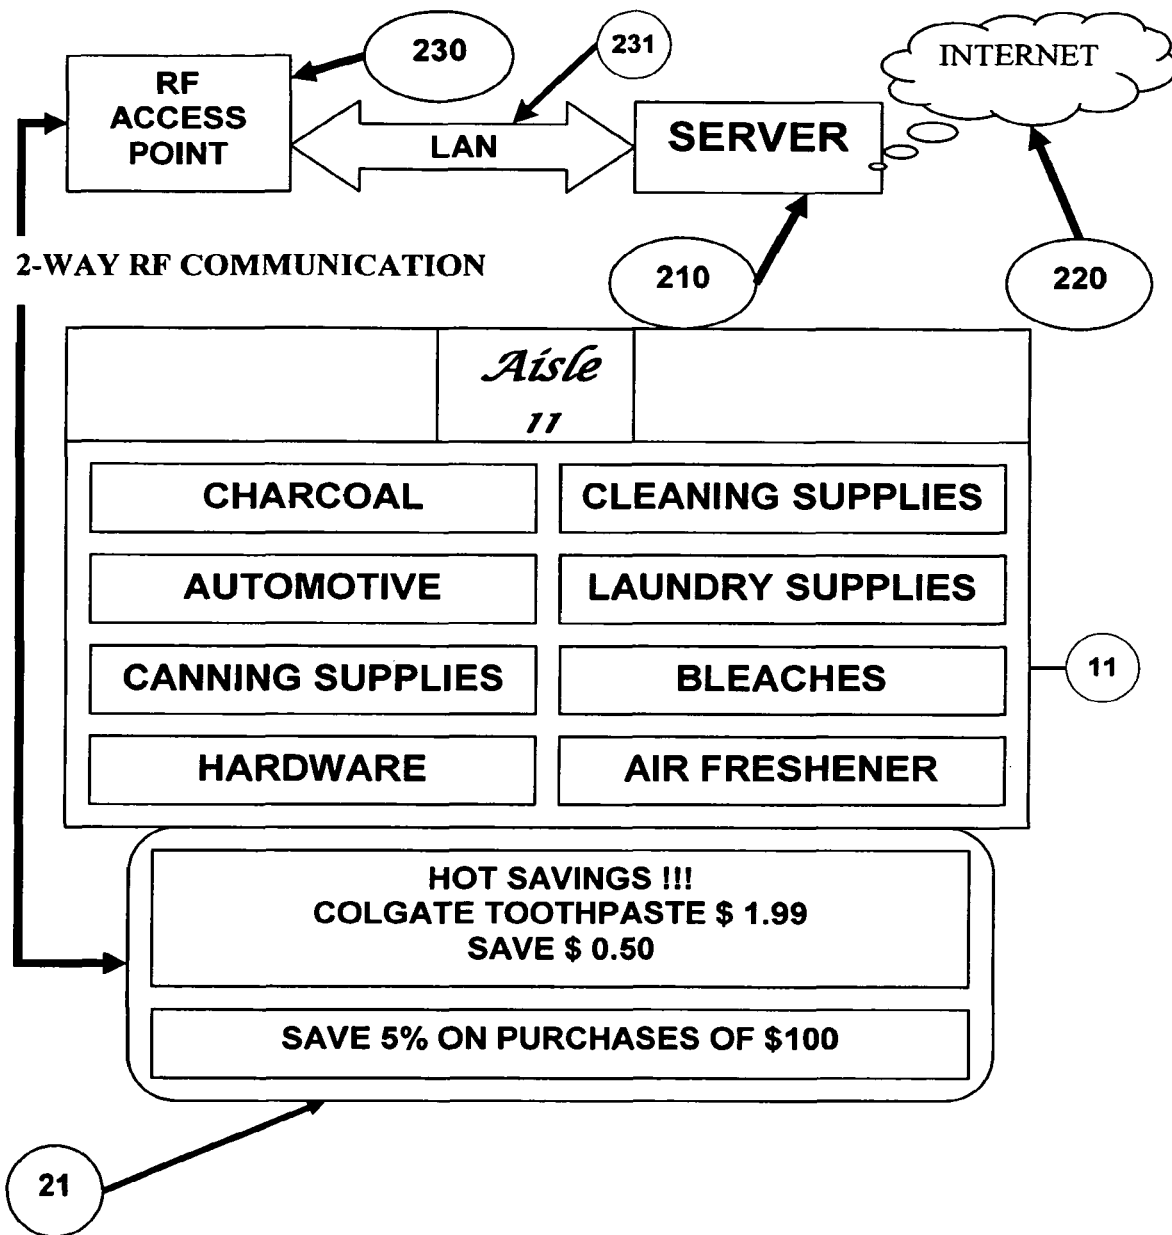 230
231
INTERNET
RF
ACCESS
POINT
LAN
SERVER
2-WAY RF COMMUNICATION
210
220
Aisle
11
CHARCOAL
CLEANING SUPPLIES
AUTOMOTIVE
LAUNDRY SUPPLIES
CANNING SUPPLIES
BLEACHES
11
HARDWARE
AIR FRESHENER
HOT SAVINGS !!!
COLGATE TOOTHPASTE $ 1.99
SAVE $ 0.50
SAVE 5% ON PURCHASES OF $100
21